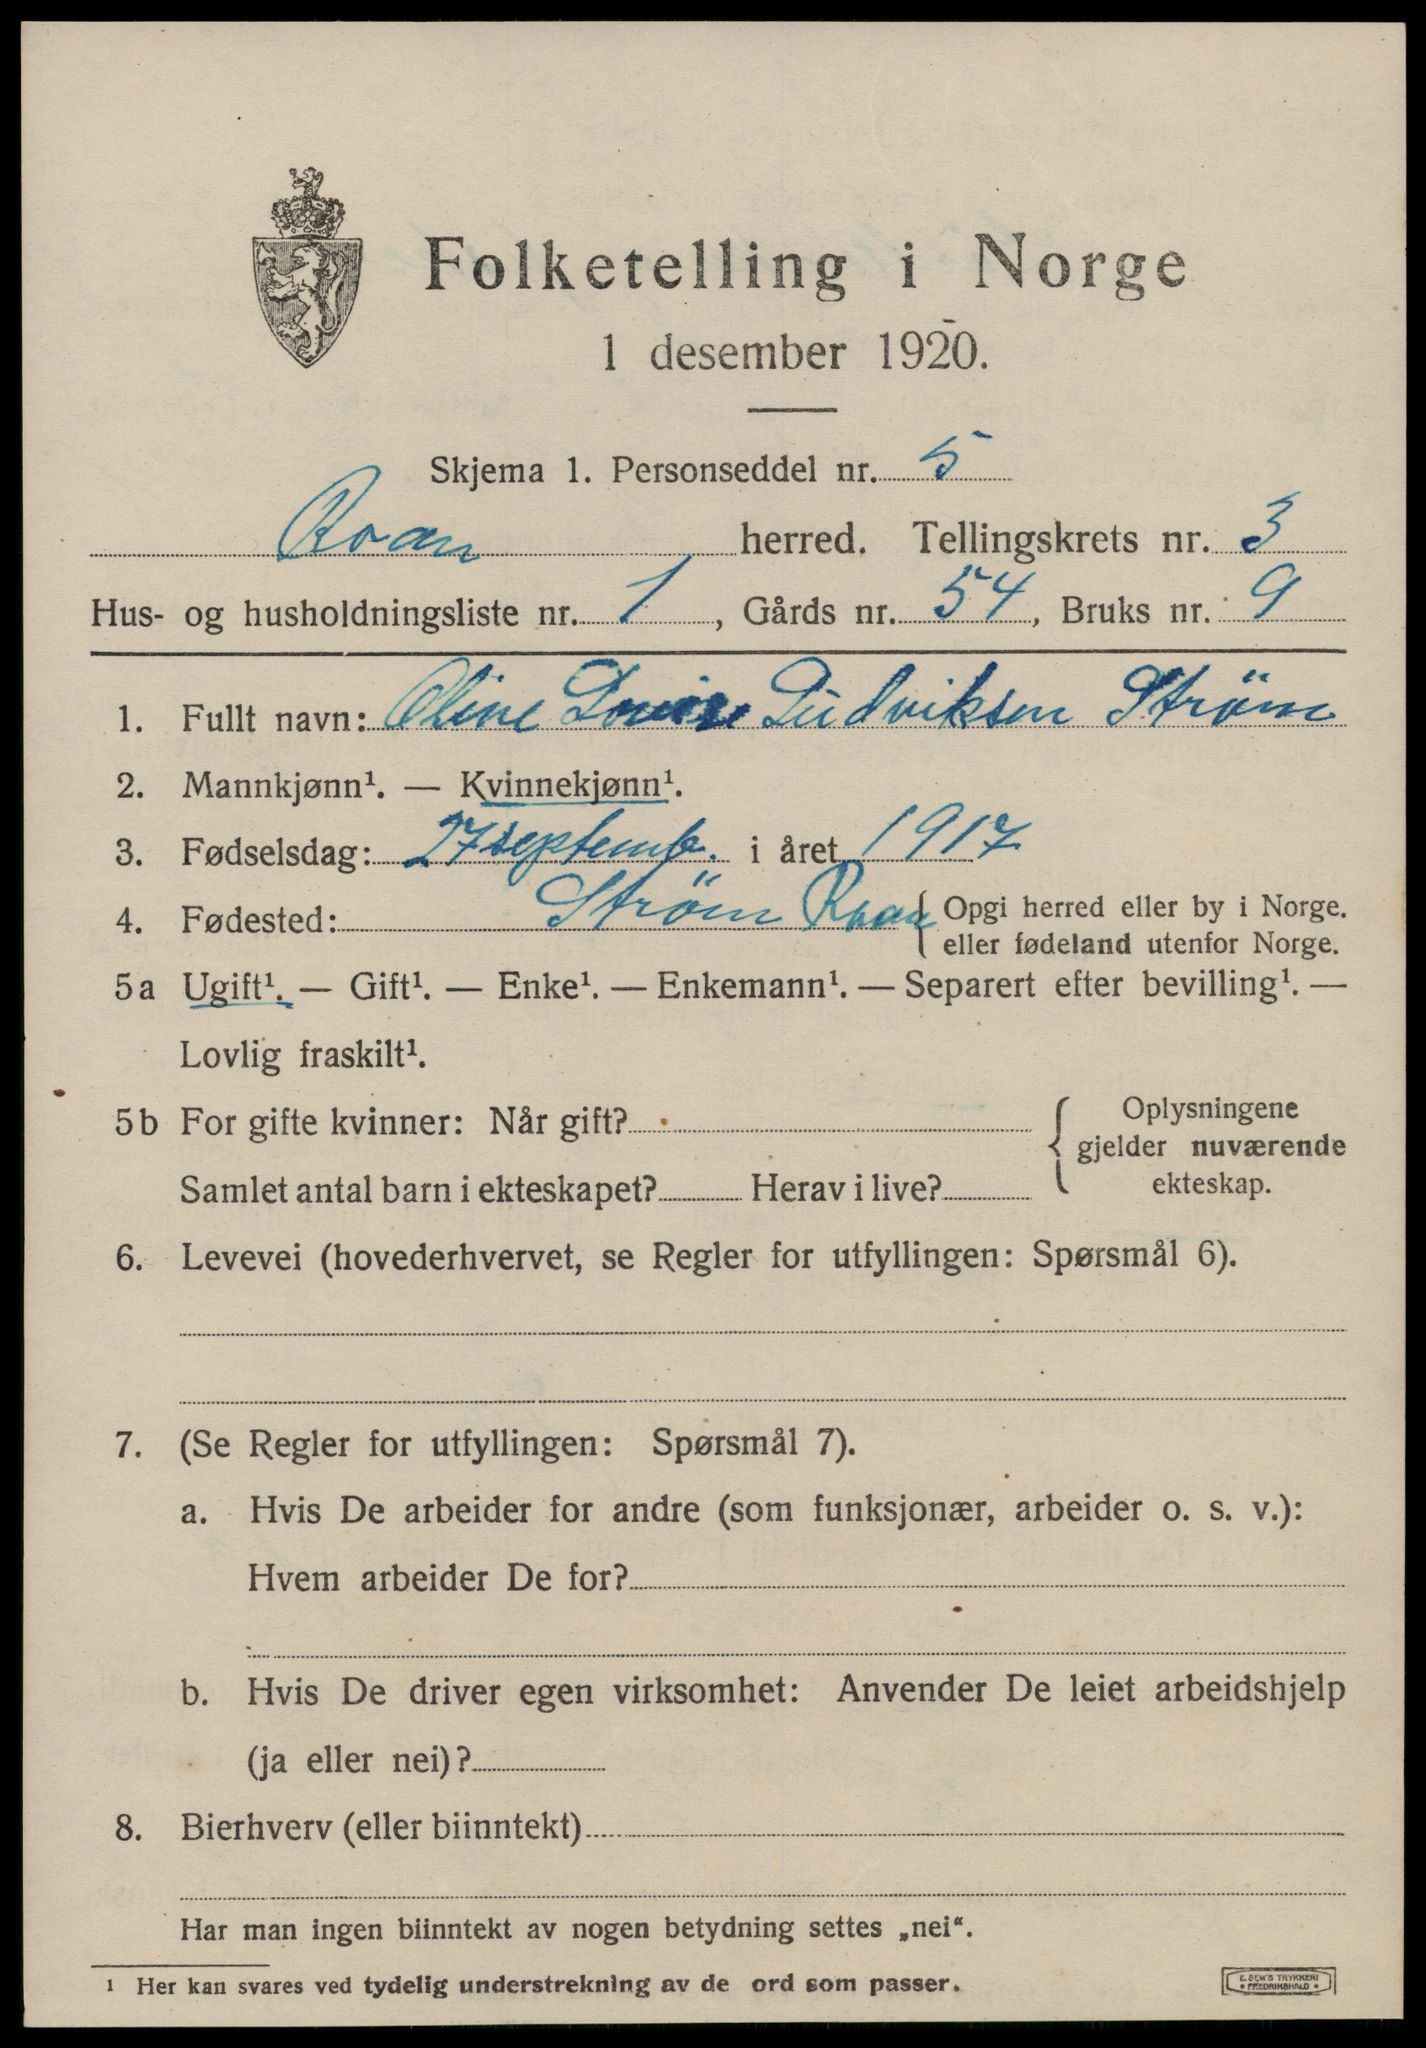 Folketelling i Norge
1 desember 1920.
Skjema 1. Personseddel nr. 5
Roan herred. Tellingskrets nr. 3
Hus- og husholdningsliste nr. 1, Gårds nr. 54, Bruks nr. 9
1. Fullt navn: Oline Lovise Ludviksen Strøm
2. Mannkjønn¹. — Kvinnekjønn¹.
3. Fødselsdag: 27 septemb. i året 1917
4. Fødested: Strøm Roan { Opgi herred eller by i Norge.
eller fødeland utenfor Norge.
5a Ugift¹. — Gift¹. — Enke¹. — Enkemann¹. — Separert efter bevilling¹. —
Lovlig fraskilt¹.
5b For gifte kvinner: Når gift?
Samlet antal barn i ekteskapet? Herav i live?
{ Oplysningene
gjelder nuværende
ekteskap.
6. Levevei (hovederhvervet, se Regler for utfyllingen: Spørsmål 6).
7. (Se Regler for utfyllingen: Spørsmål 7).
a. Hvis De arbeider for andre (som funksjonær, arbeider o. s. v.):
Hvem arbeider De for?
b. Hvis De driver egen virksomhet: Anvender De leiet arbeidshjelp
(ja eller nei)?
8. Bierhverv (eller biinntekt)
Har man ingen biinntekt av nogen betydning settes „nei“.
1 Her kan svares ved tydelig understrekning av de ord som passer.
E. SEM'S TRYKKERI
FREDRIKSHALD